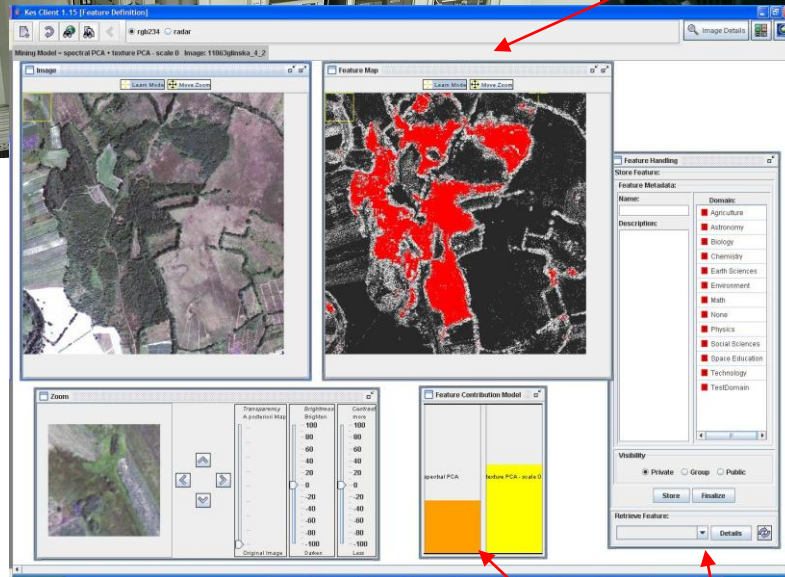 Kes Client 1.15 [Feature Definition]
rgb234 radar
Image Details
Mining Model = spectral PCA + texture PCA - scale 0 Image: 11063glinska_4_2
Image
Learn Mode Move Zoom
Feature Map
Learn Mode Move Zoom
Feature Handling
Store Feature:
Feature Metadata:
Name:
Description:
Domain:
Agriculture
Astronomy
Biology
Chemistry
Earth Sciences
Environment
Math
None
Physics
Social Sciences
Space Education
Technology
TestDomain
Visibility
Private Group Public
Store Finalize
Retrieve Feature:
Details
Zoom
Transparency
A posteriori Map
Original Image
Brightness
Brighten
100
80
60
40
20
0
-20
-40
-60
-80
-100
Darken
Contrast
more
100
80
60
40
20
0
-20
-40
-60
-80
-100
Less
Feature Contribution Model
spectral PCA
texture PCA - scale 0